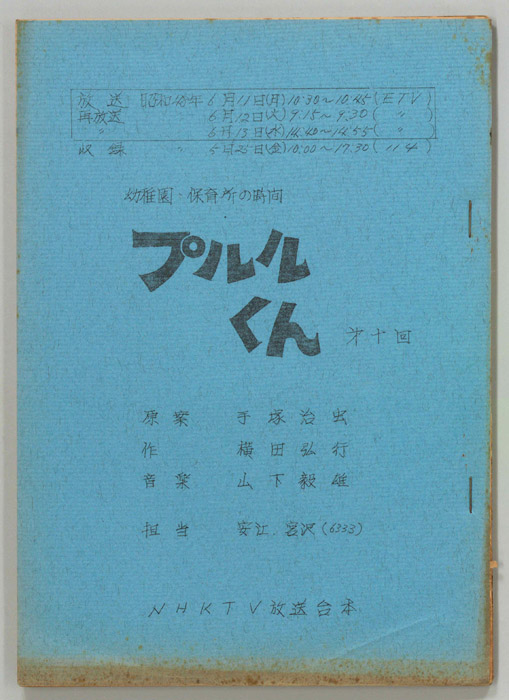 放送 昭和48年 6月11日(月)10:30~10:45(ETV)
再放送 6月12日(火)9:15~9:30(〃)
〃 6月13日(水)14:40~14:55(〃)
収録 〃 5月25日(金)10:00~17:30(114)
幼稚園・保育所の時間
プルル
くん
第十回
原案 手塚治虫
作 横田弘行
音楽 山下毅雄
担当 安江、宮沢(6333)
NHKTV放送台本